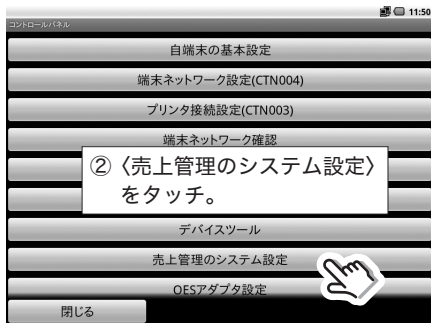 11:50
コントロールパネル
自端末の基本設定
端末ネットワーク設定(CTN004)
プリンタ接続設定(CTN003)
端末ネットワーク確認
②〈売上管理のシステム設定〉
をタッチ。
デバイスツール
売上管理のシステム設定
OESアダプタ設定
閉じる